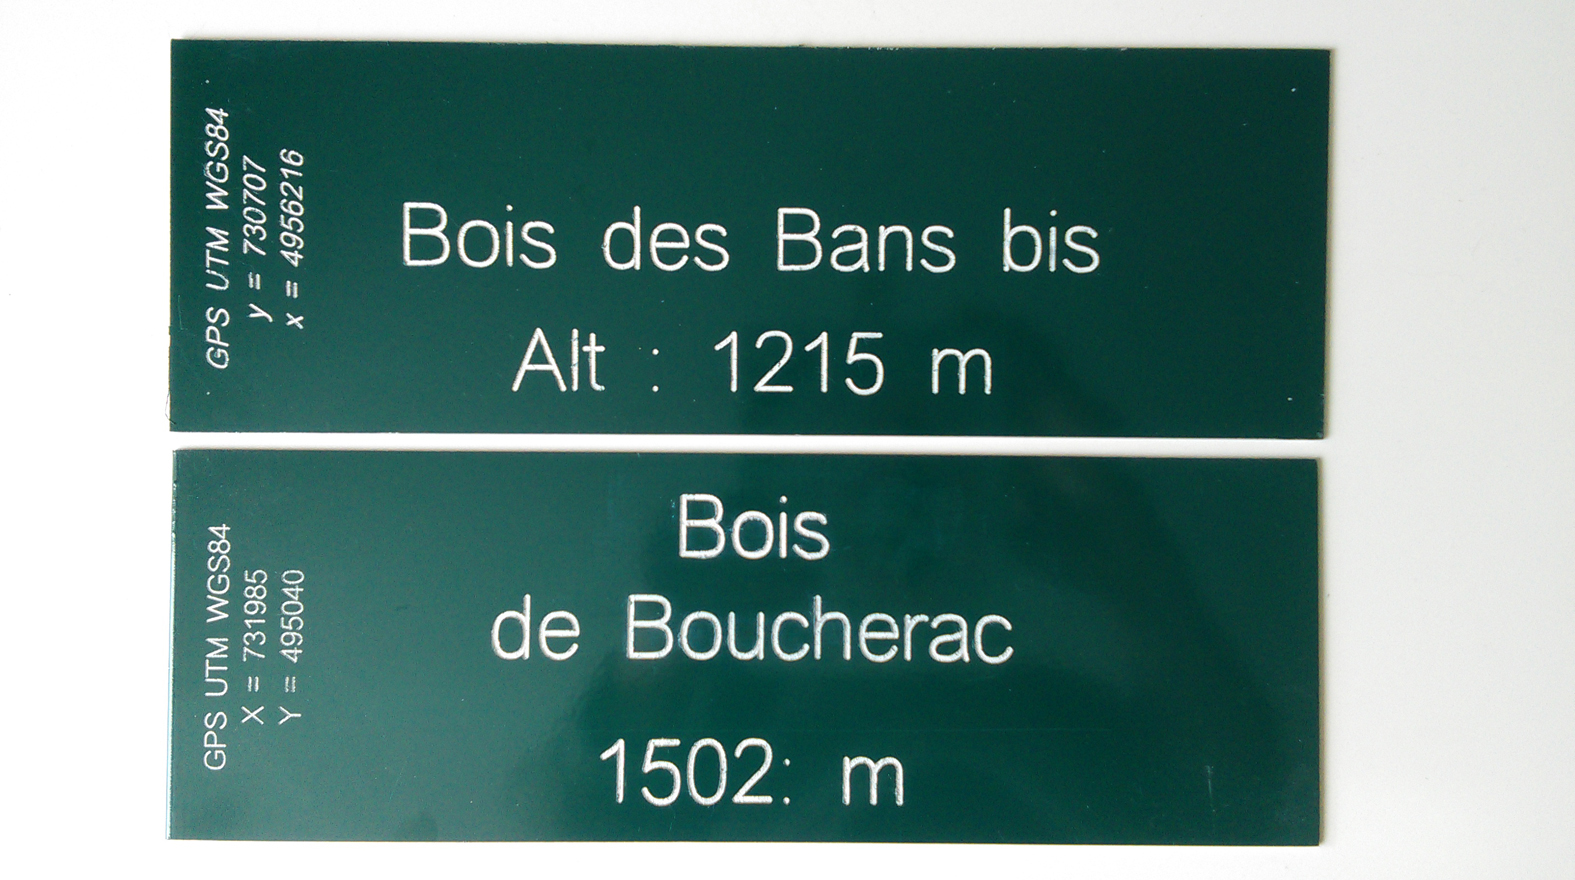 GPS UTM WGS84
y = 730707
x = 4956216
Bois des Bans bis
Alt : 1215 m
GPS UTM WGS84
X = 731985
Y = 495040
Bois
de Boucherac
1502: m